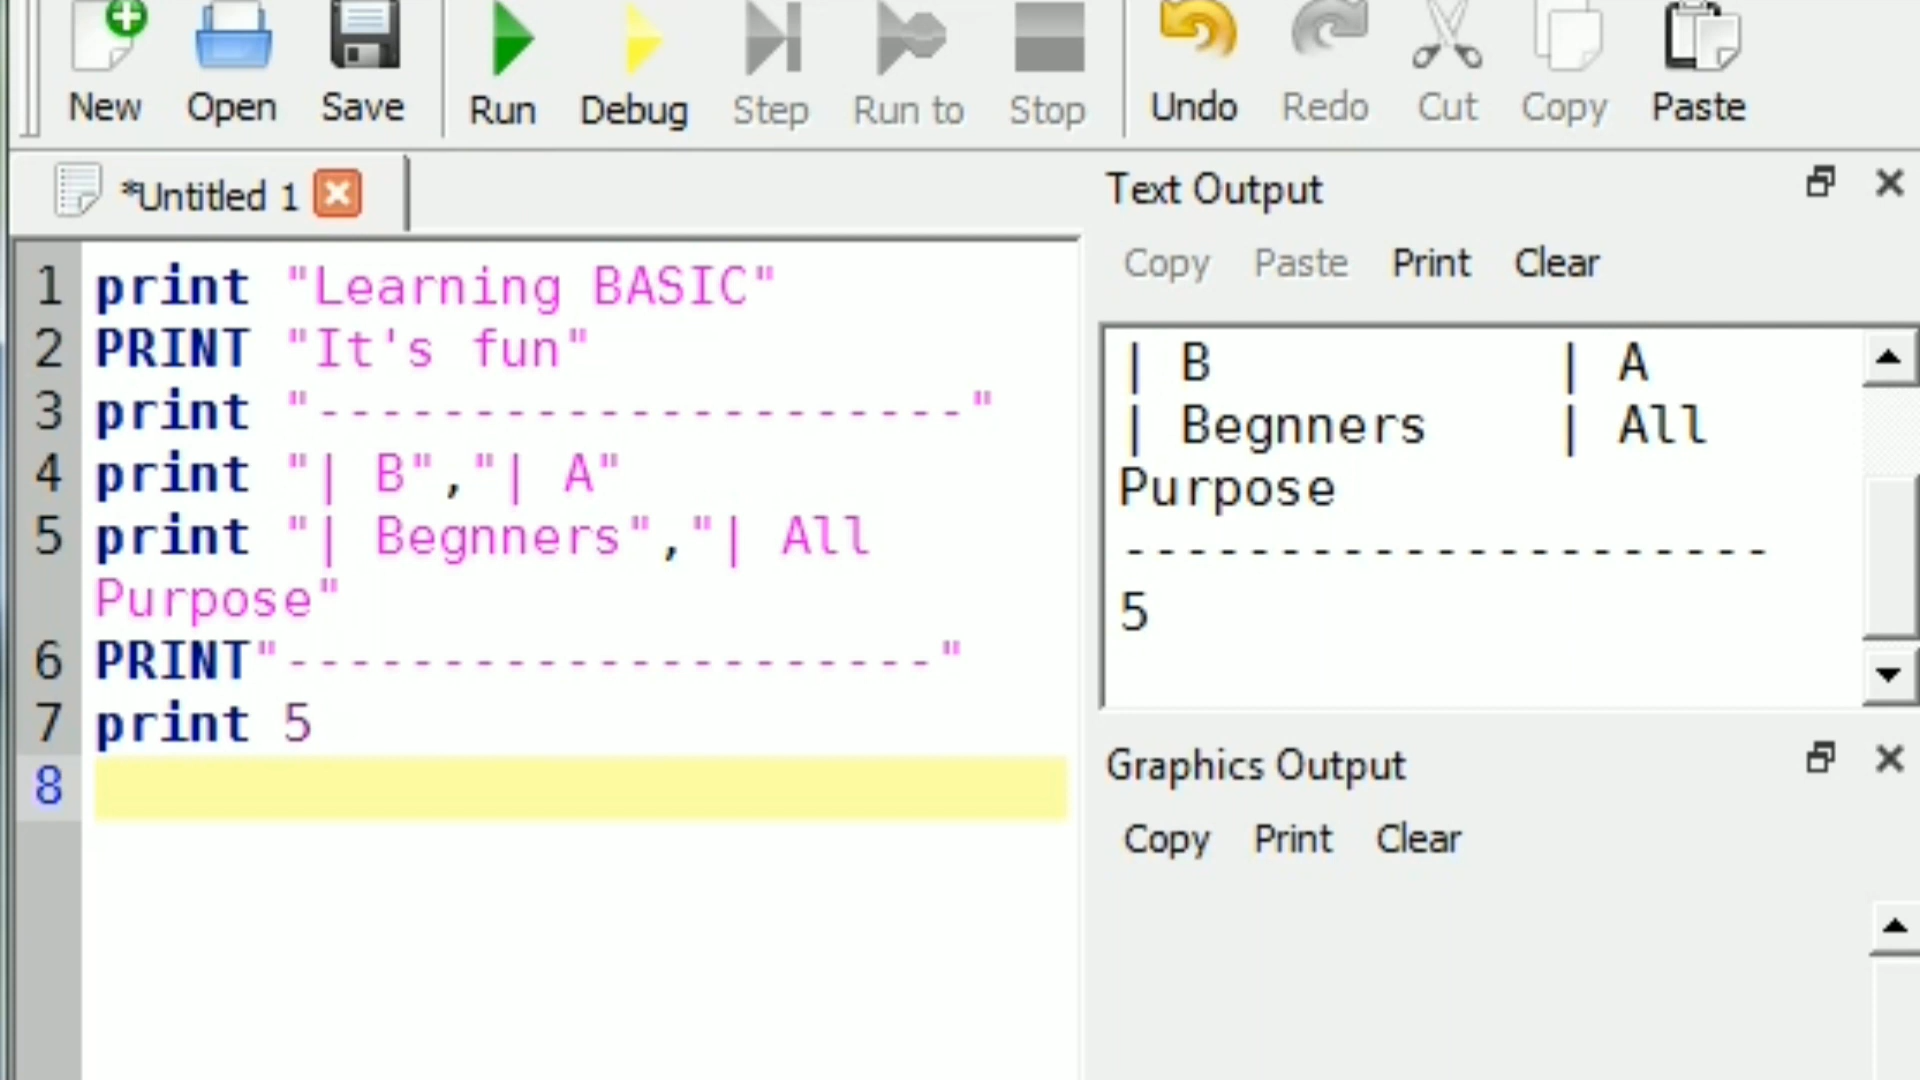 New Open Save Run Debug Step Run to Stop Undo Redo Cut Copy Paste
*Untitled 1
1 print "Learning BASIC"
2 PRINT "It's fun"
3 print "---------------------"
4 print "| B","| A"
5 print "| Begnners","| All
Purpose"
6 PRINT"---------------------"
7 print 5
8
Text Output
Copy Paste Print Clear
| B | A
| Begnners | All
Purpose
---------------------
5
Graphics Output
Copy Print Clear